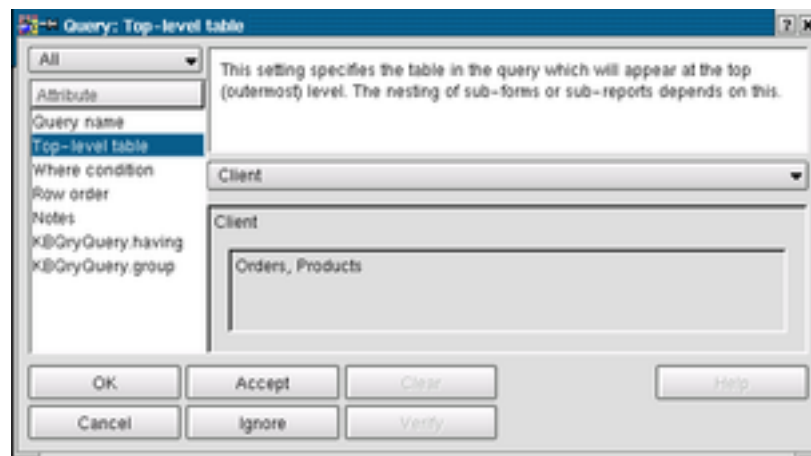 Query: Top-level table
All
This setting specifies the table in the query which will appear at the top
(outermost) level. The nesting of sub-forms or sub-reports depends on this.
Attribute
Query name
Top-level table
Where condition
Row order
Notes
KBQryQuery.having
KBQryQuery.group
Client
Client
Orders, Products
OK
Accept
Clear
Help
Cancel
Ignore
Verify